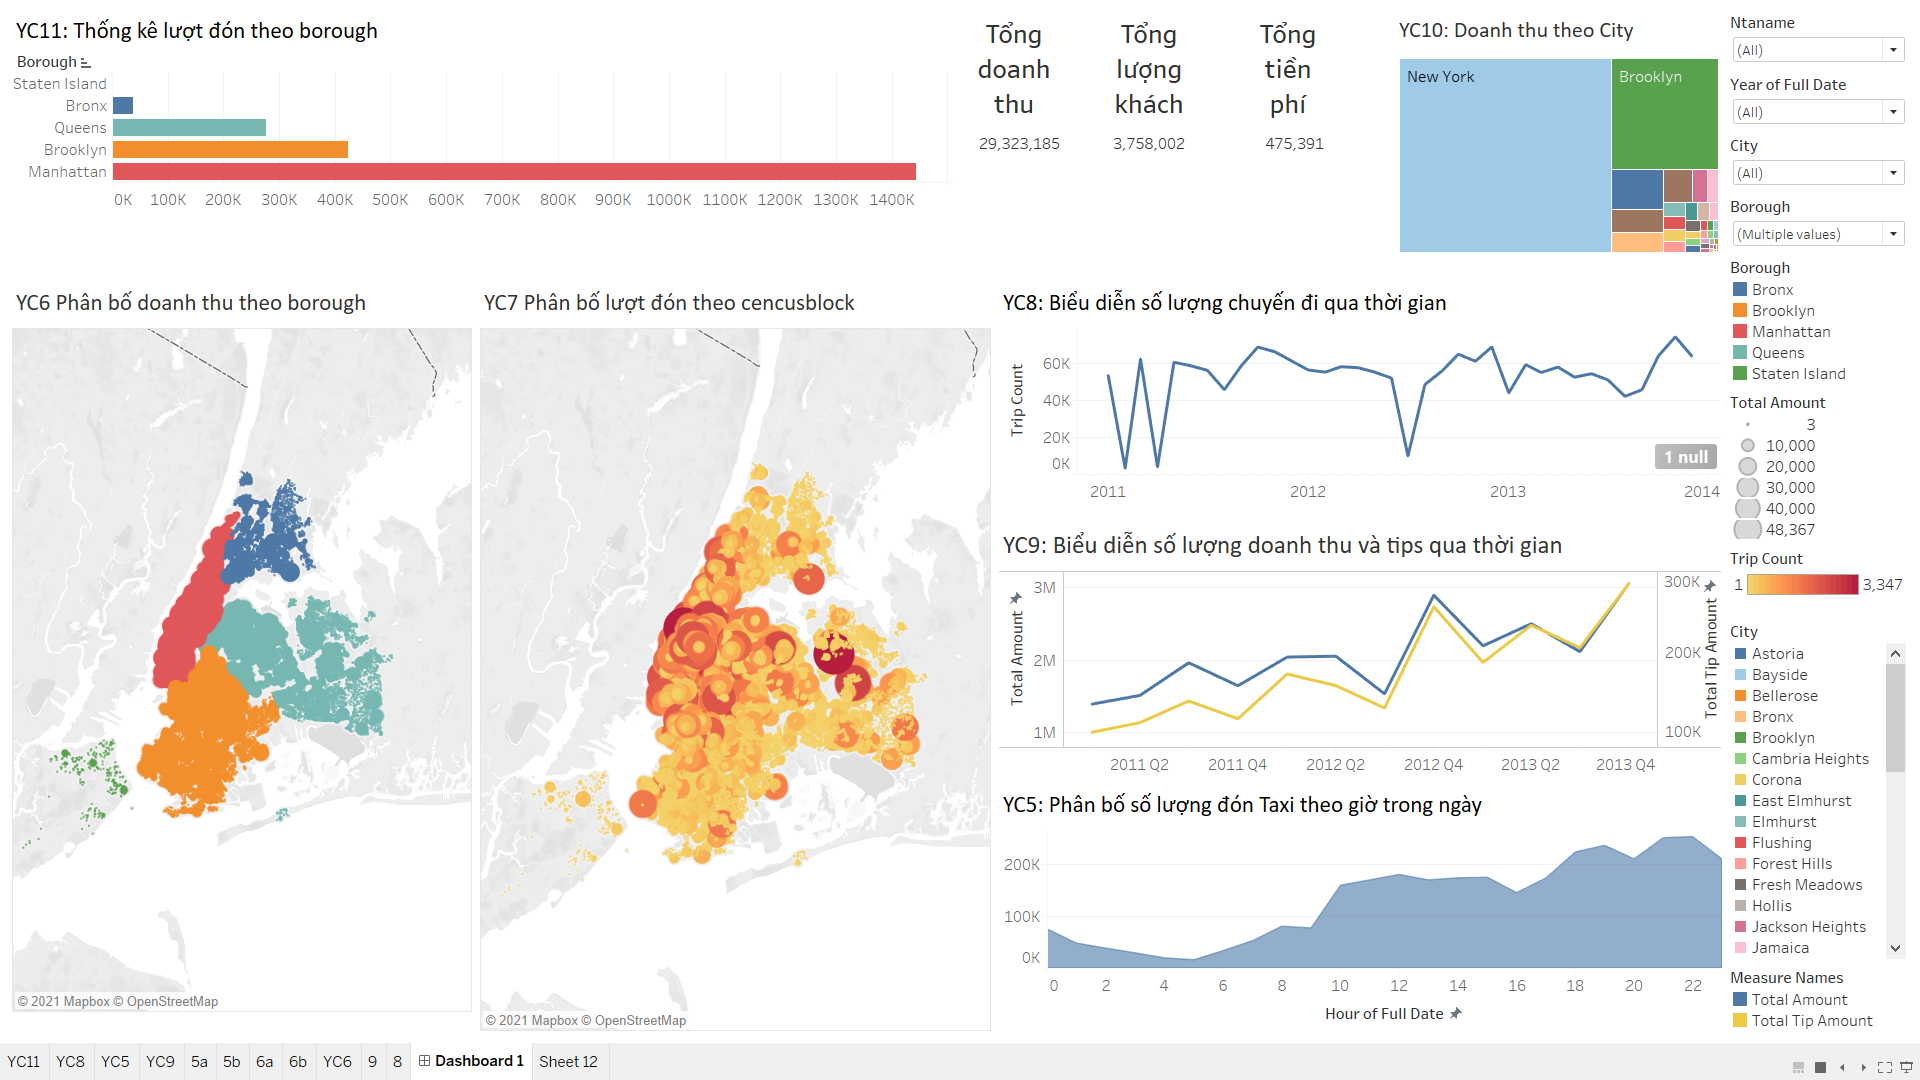 YC11: Thống kê lượt đón theo borough
Borough
Staten Island
Bronx
Queens
Brooklyn
Manhattan
0K 100K 200K 300K 400K 500K 600K 700K 800K 900K 1000K 1100K 1200K 1300K 1400K
Tổng
doanh
thu
29,323,185
Tổng
lượng
khách
3,758,002
Tổng
tiền
phí
475,391
YC10: Doanh thu theo City
New York
Brooklyn
Ntaname
(All)
Year of Full Date
(All)
City
(All)
Borough
(Multiple values)
Borough
Bronx
Brooklyn
Manhattan
Queens
Staten Island
Total Amount
3
10,000
20,000
30,000
40,000
48,367
Trip Count
1 3,347
City
Astoria
Bayside
Bellerose
Bronx
Brooklyn
Cambria Heights
Corona
East Elmhurst
Elmhurst
Flushing
Forest Hills
Fresh Meadows
Hollis
Jackson Heights
Jamaica
Measure Names
Total Amount
Total Tip Amount
YC6 Phân bố doanh thu theo borough
© 2021 Mapbox © OpenStreetMap
YC7 Phân bố lượt đón theo cencusblock
© 2021 Mapbox © OpenStreetMap
YC8: Biểu diễn số lượng chuyến đi qua thời gian
Trip Count
60K
40K
20K
0K
1 null
2011 2012 2013 2014
YC9: Biểu diễn số lượng doanh thu và tips qua thời gian
Total Amount
3M
2M
1M
300K
200K
100K
Total Tip Amount
2011 Q2 2011 Q4 2012 Q2 2012 Q4 2013 Q2 2013 Q4
YC5: Phân bố số lượng đón Taxi theo giờ trong ngày
200K
100K
0K
0 2 4 6 8 10 12 14 16 18 20 22
Hour of Full Date
YC11 YC8 YC5 YC9 5a 5b 6a 6b YC6 9 8 Dashboard 1 Sheet 12